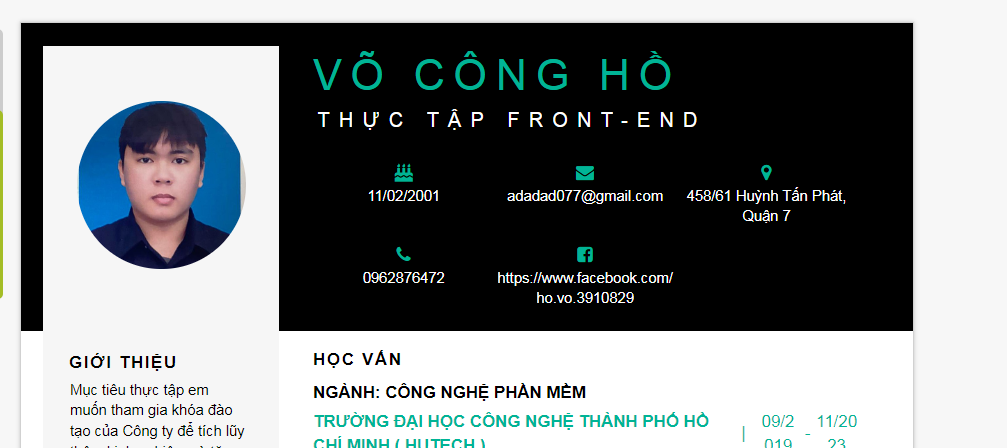 VÕ CÔNG HỒ
THỰC TẬP FRONT-END
11/02/2001
adadad077@gmail.com
458/61 Huỳnh Tấn Phát,
Quận 7
0962876472
https://www.facebook.com/
ho.vo.3910829
GIỚI THIỆU
Mục tiêu thực tập em
muốn tham gia khóa đào
tạo của Công ty để tích lũy
HỌC VẤN
NGÀNH: CÔNG NGHỆ PHẦN MỀM
TRƯỜNG ĐẠI HỌC CÔNG NGHỆ THÀNH PHỐ HỒ
CHÍ MINH ( HUTECH )
| 09/2019 - 11/2023